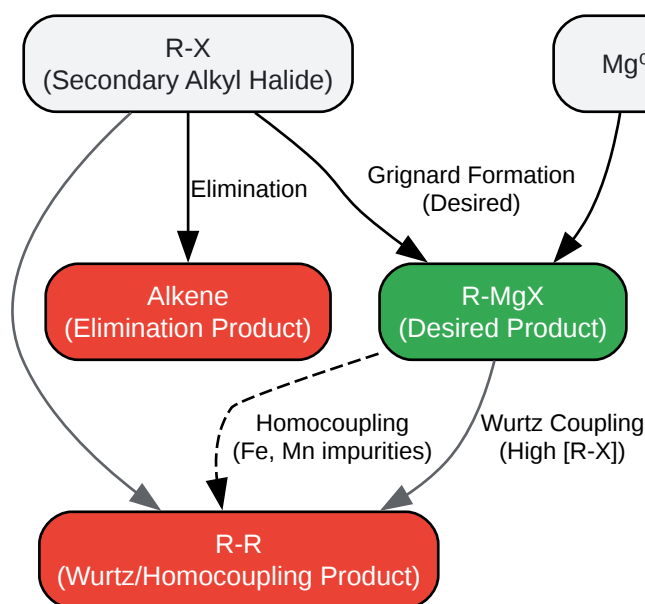 R-X
(Secondary Alkyl Halide)
Mg⁰
Elimination
Grignard Formation
(Desired)
Alkene
(Elimination Product)
R-MgX
(Desired Product)
Homocoupling
(Fe, Mn impurities)
Wurtz Coupling
(High [R-X])
R-R
(Wurtz/Homocoupling Product)